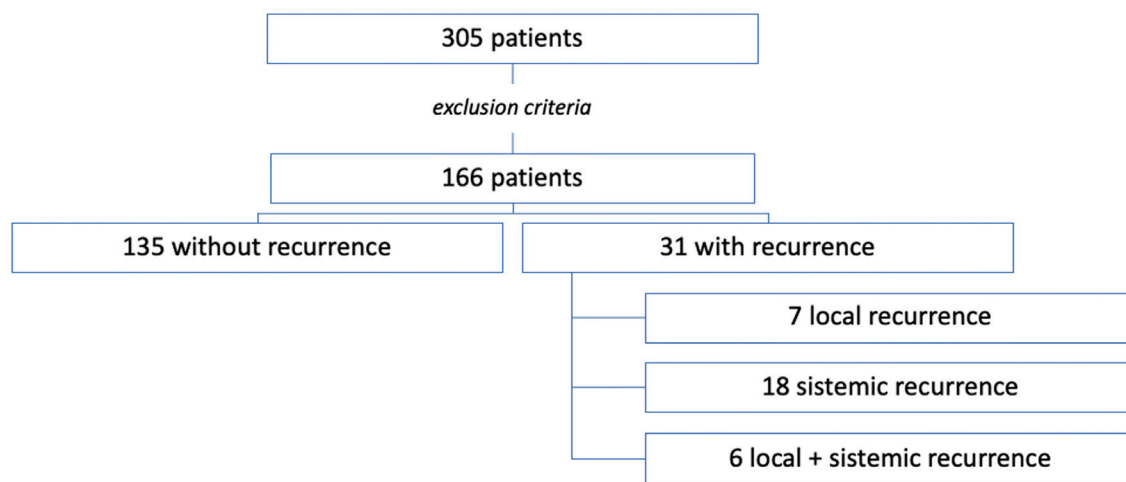 305 patients
exclusion criteria
166 patients
135 without recurrence
31 with recurrence
7 local recurrence
18 sistemic recurrence
6 local + sistemic recurrence